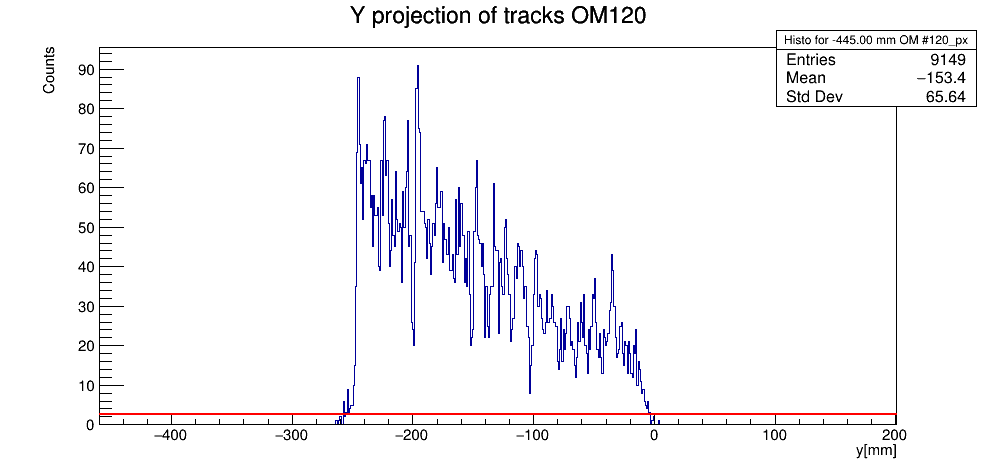 Y projection of tracks OM120
Histo for -445.00 mm OM #120_px
Entries 9149
Mean −153.4
Std Dev 65.64
Counts
90
80
70
60
50
40
30
20
10
0
−400 −300 −200 −100 0 100 200
y[mm]